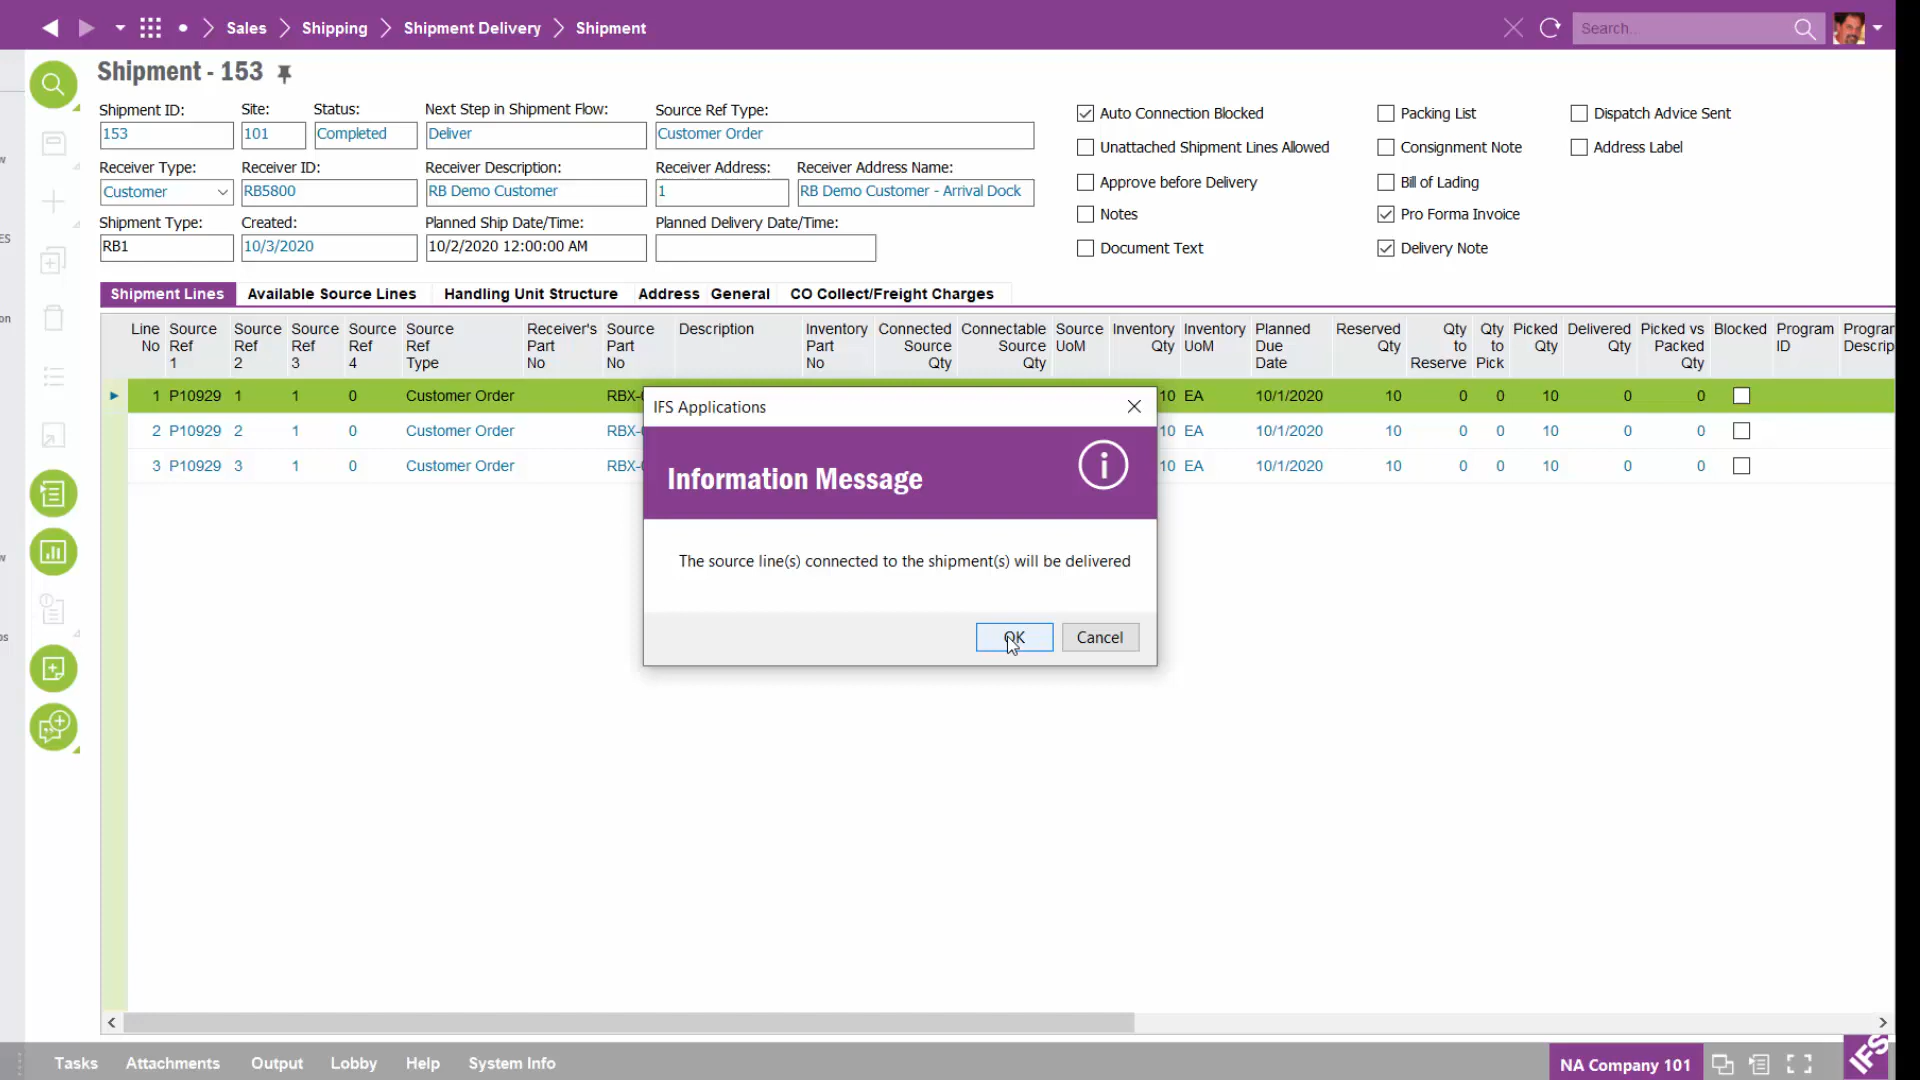 Sales Shipping Shipment Delivery Shipment Search...
Shipment - 153
Shipment ID: Site: Status: Next Step in Shipment Flow: Source Ref Type:
153 101 Completed Deliver Customer Order
Receiver Type: Receiver ID: Receiver Description: Receiver Address: Receiver Address Name:
Customer RB5800 RB Demo Customer 1 RB Demo Customer - Arrival Dock
Shipment Type: Created: Planned Ship Date/Time: Planned Delivery Date/Time:
RB1 10/3/2020 10/2/2020 12:00:00 AM
Auto Connection Blocked Packing List Dispatch Advice Sent
Unattached Shipment Lines Allowed Consignment Note Address Label
Approve before Delivery Bill of Lading
Notes Pro Forma Invoice
Document Text Delivery Note
Shipment Lines Available Source Lines Handling Unit Structure Address General CO Collect/Freight Charges
Line Source Source Source Source Source Receiver's Source Description Inventory Connected Connectable Source Inventory Inventory Planned Reserved Qty Qty Picked Delivered Picked vs Blocked Program
No Ref Ref Ref Ref Ref Part Part Part Source Source UoM Qty UoM Due Qty to to Qty Qty Packed ID
1 2 3 4 Type No No No Qty Qty Date Reserve Pick Qty
1 P10929 1 1 0 Customer Order RBX- 10 EA 10/1/2020 10 0 0 10 0 0
2 P10929 2 1 0 Customer Order RBX- 10 EA 10/1/2020 10 0 0 10 0 0
3 P10929 3 1 0 Customer Order RBX- 10 EA 10/1/2020 10 0 0 10 0 0
IFS Applications
Information Message
The source line(s) connected to the shipment(s) will be delivered
OK Cancel
Tasks Attachments Output Lobby Help System Info NA Company 101 IFS